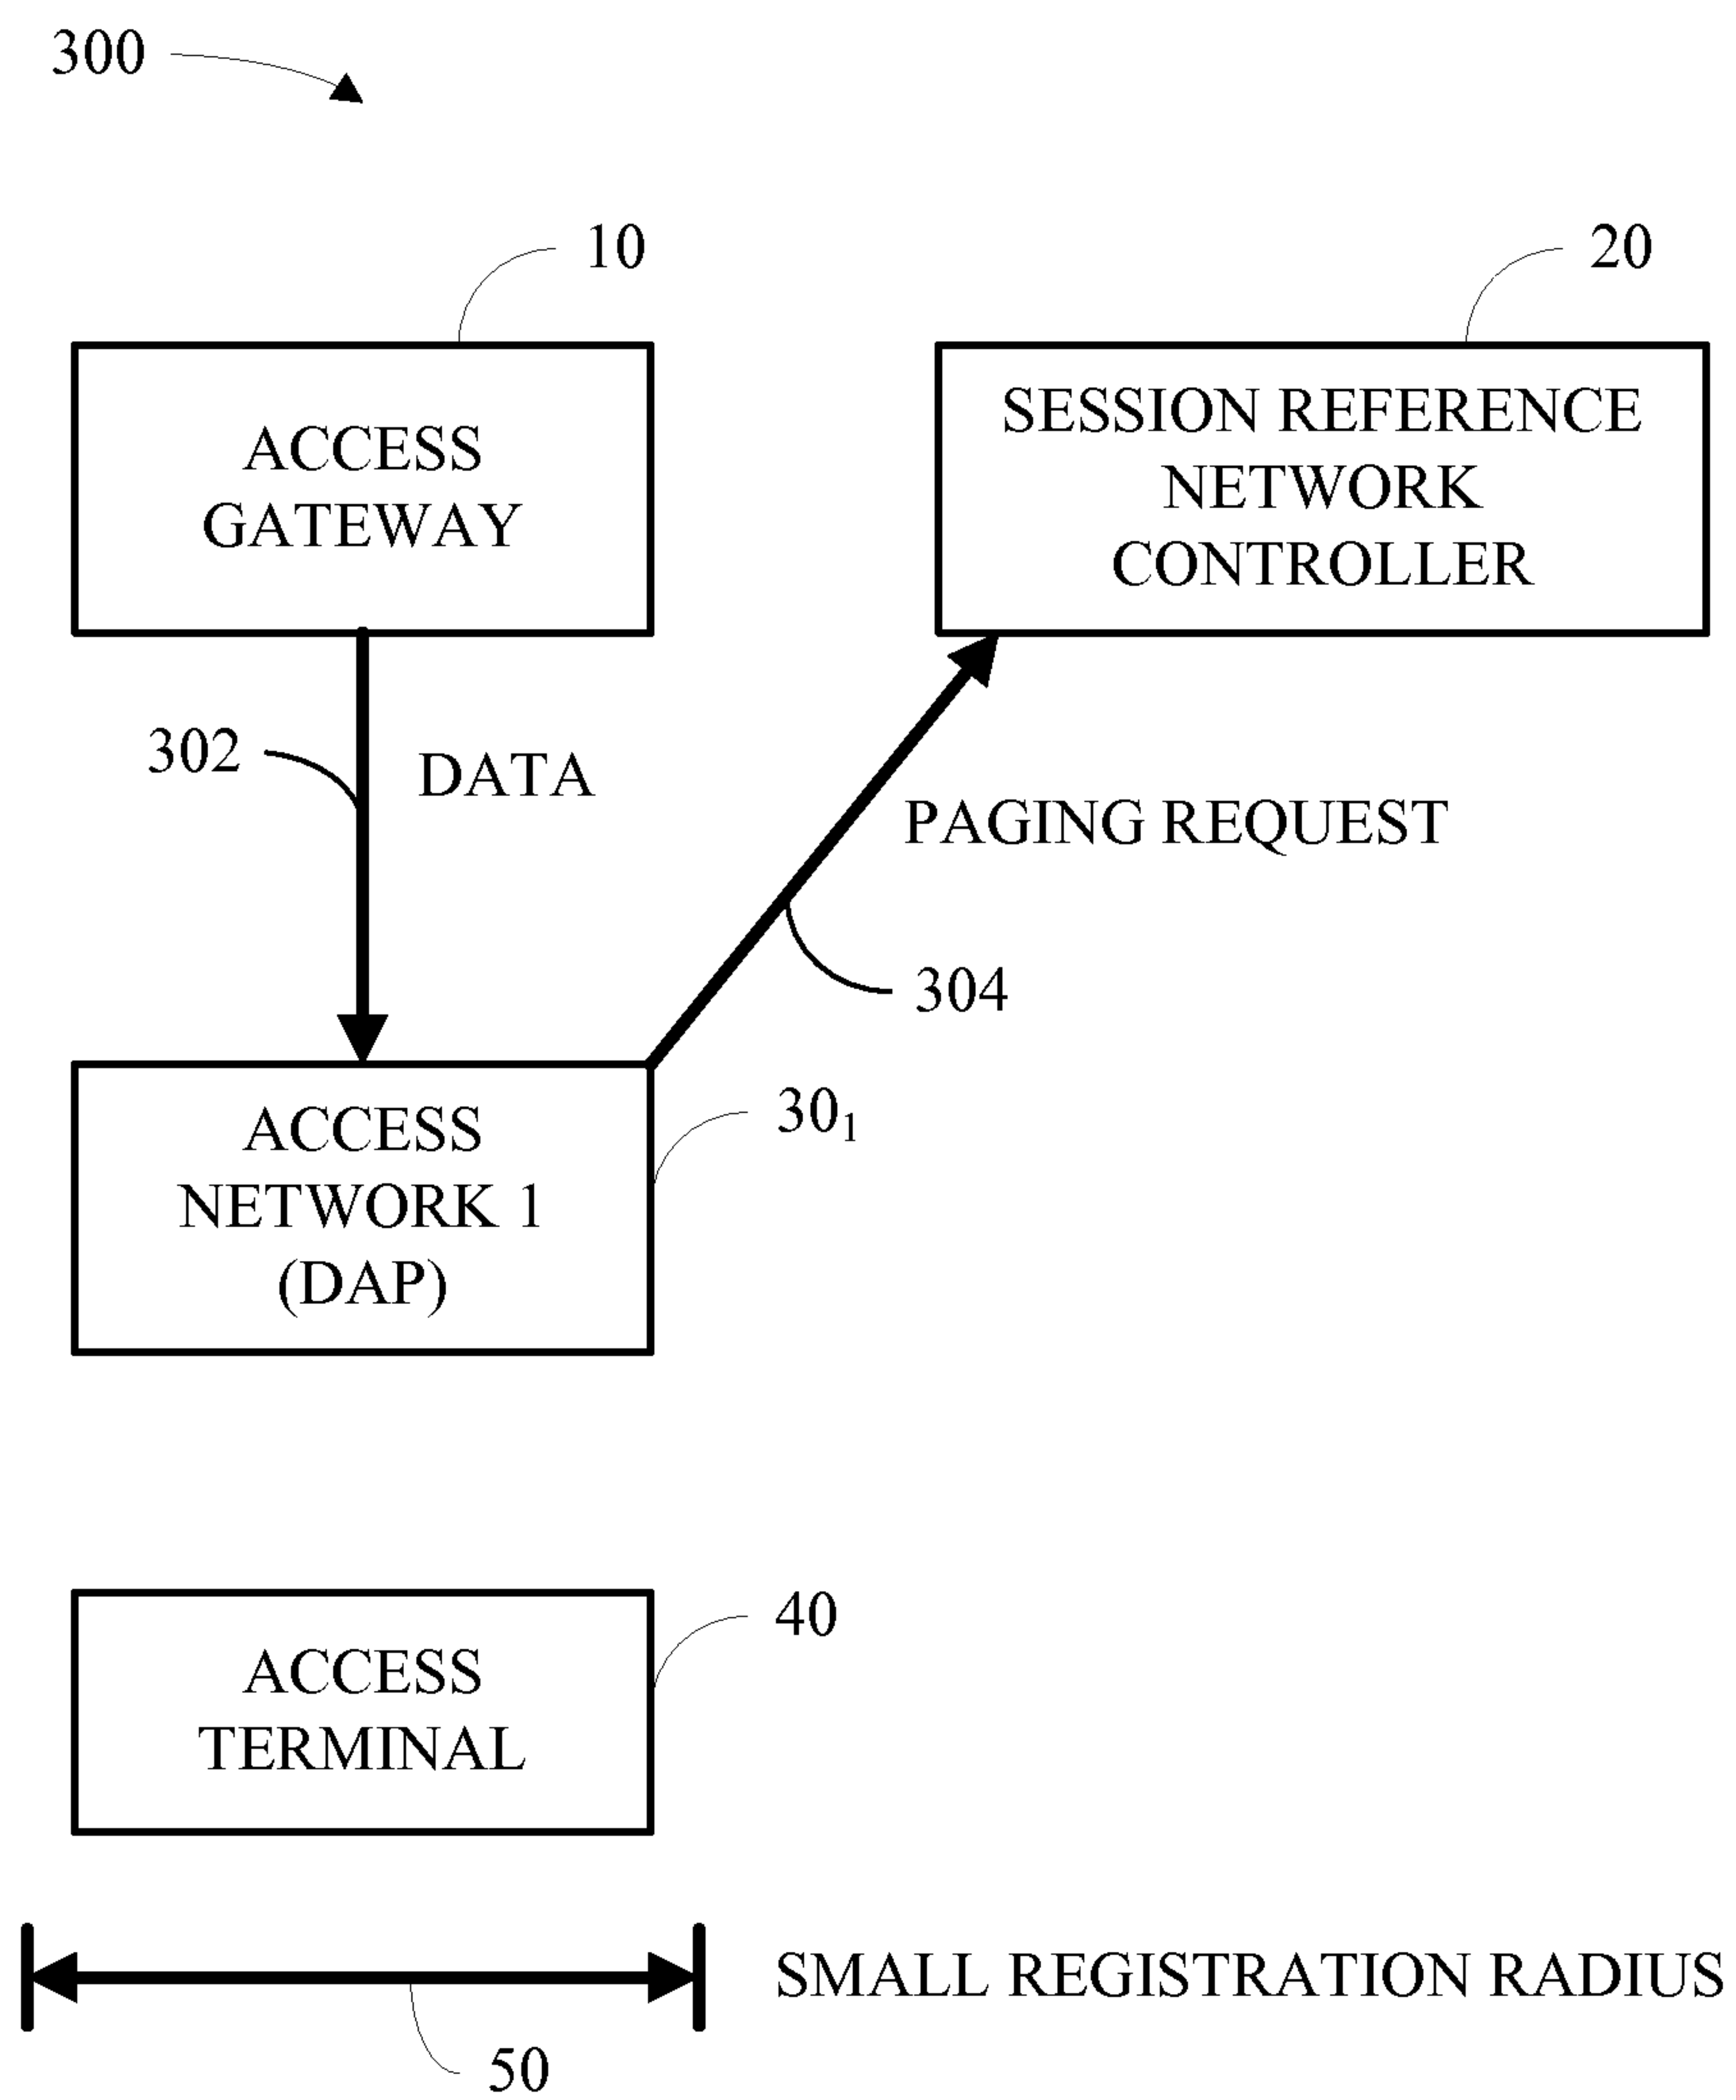 300
10
20
ACCESS
GATEWAY
SESSION REFERENCE
NETWORK
CONTROLLER
302
DATA
PAGING REQUEST
304
ACCESS
NETWORK 1
(DAP)
30₁
ACCESS
TERMINAL
40
SMALL REGISTRATION RADIUS
50